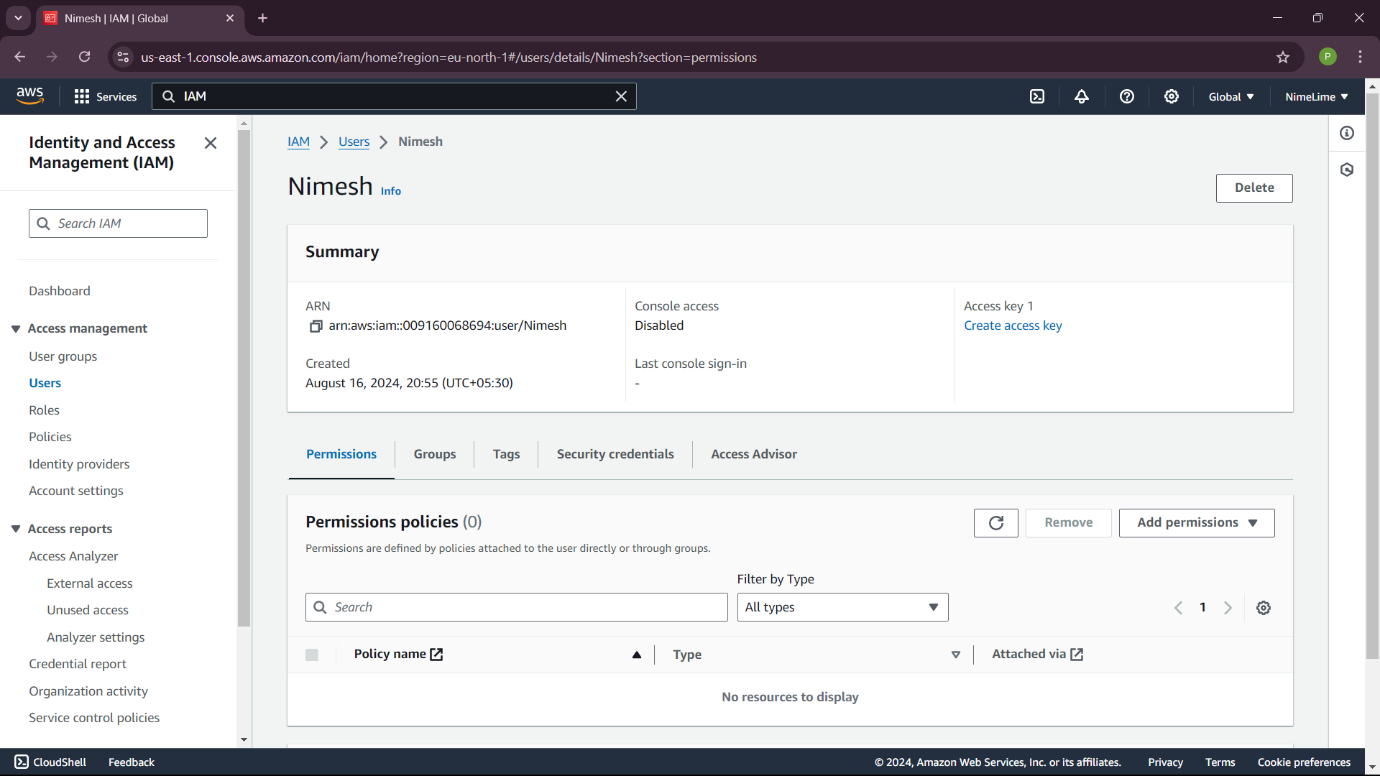 Nimesh | IAM | Global
us-east-1.console.aws.amazon.com/iam/home?region=eu-north-1#/users/details/Nimesh?section=permissions
P
aws
Services
IAM
Global
NimeLime
Identity and Access
Management (IAM)
Search IAM
Dashboard
Access management
User groups
Users
Roles
Policies
Identity providers
Account settings
Access reports
Access Analyzer
External access
Unused access
Analyzer settings
Credential report
Organization activity
Service control policies
IAM
Users
Nimesh
Nimesh Info
Delete
Summary
ARN
arn:aws:iam::009160068694:user/Nimesh
Created
August 16, 2024, 20:55 (UTC+05:30)
Console access
Disabled
Last console sign-in
-
Access key 1
Create access key
Permissions
Groups
Tags
Security credentials
Access Advisor
Permissions policies (0)
Permissions are defined by policies attached to the user directly or through groups.
Remove
Add permissions
Filter by Type
Search
All types
1
Policy name
Type
Attached via
No resources to display
CloudShell
Feedback
© 2024, Amazon Web Services, Inc. or its affiliates.
Privacy
Terms
Cookie preferences